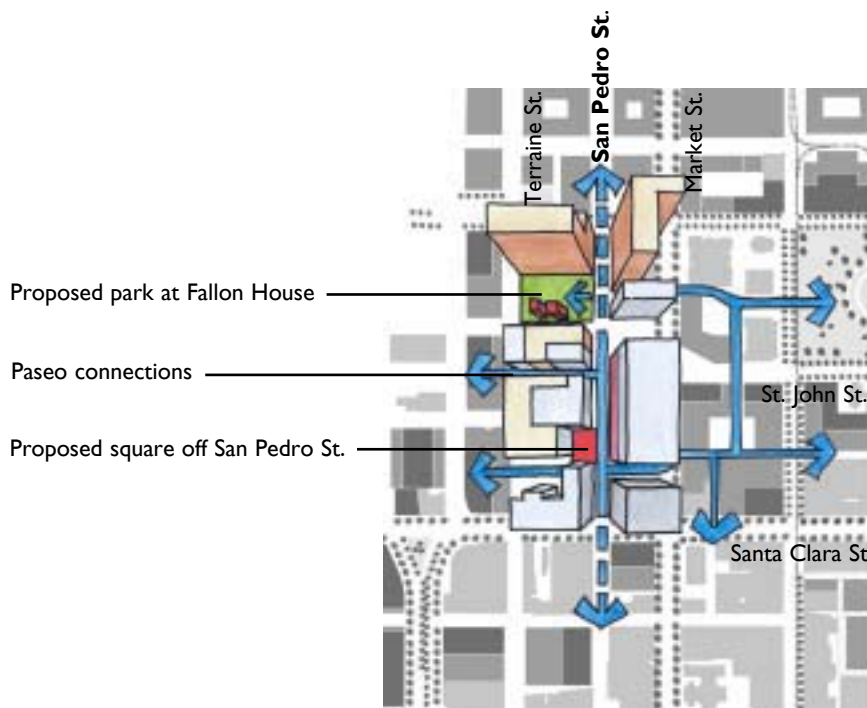 San Pedro St.
Terraine St.
Market St.
Proposed park at Fallon House
Paseo connections
St. John St.
Proposed square off San Pedro St.
Santa Clara St